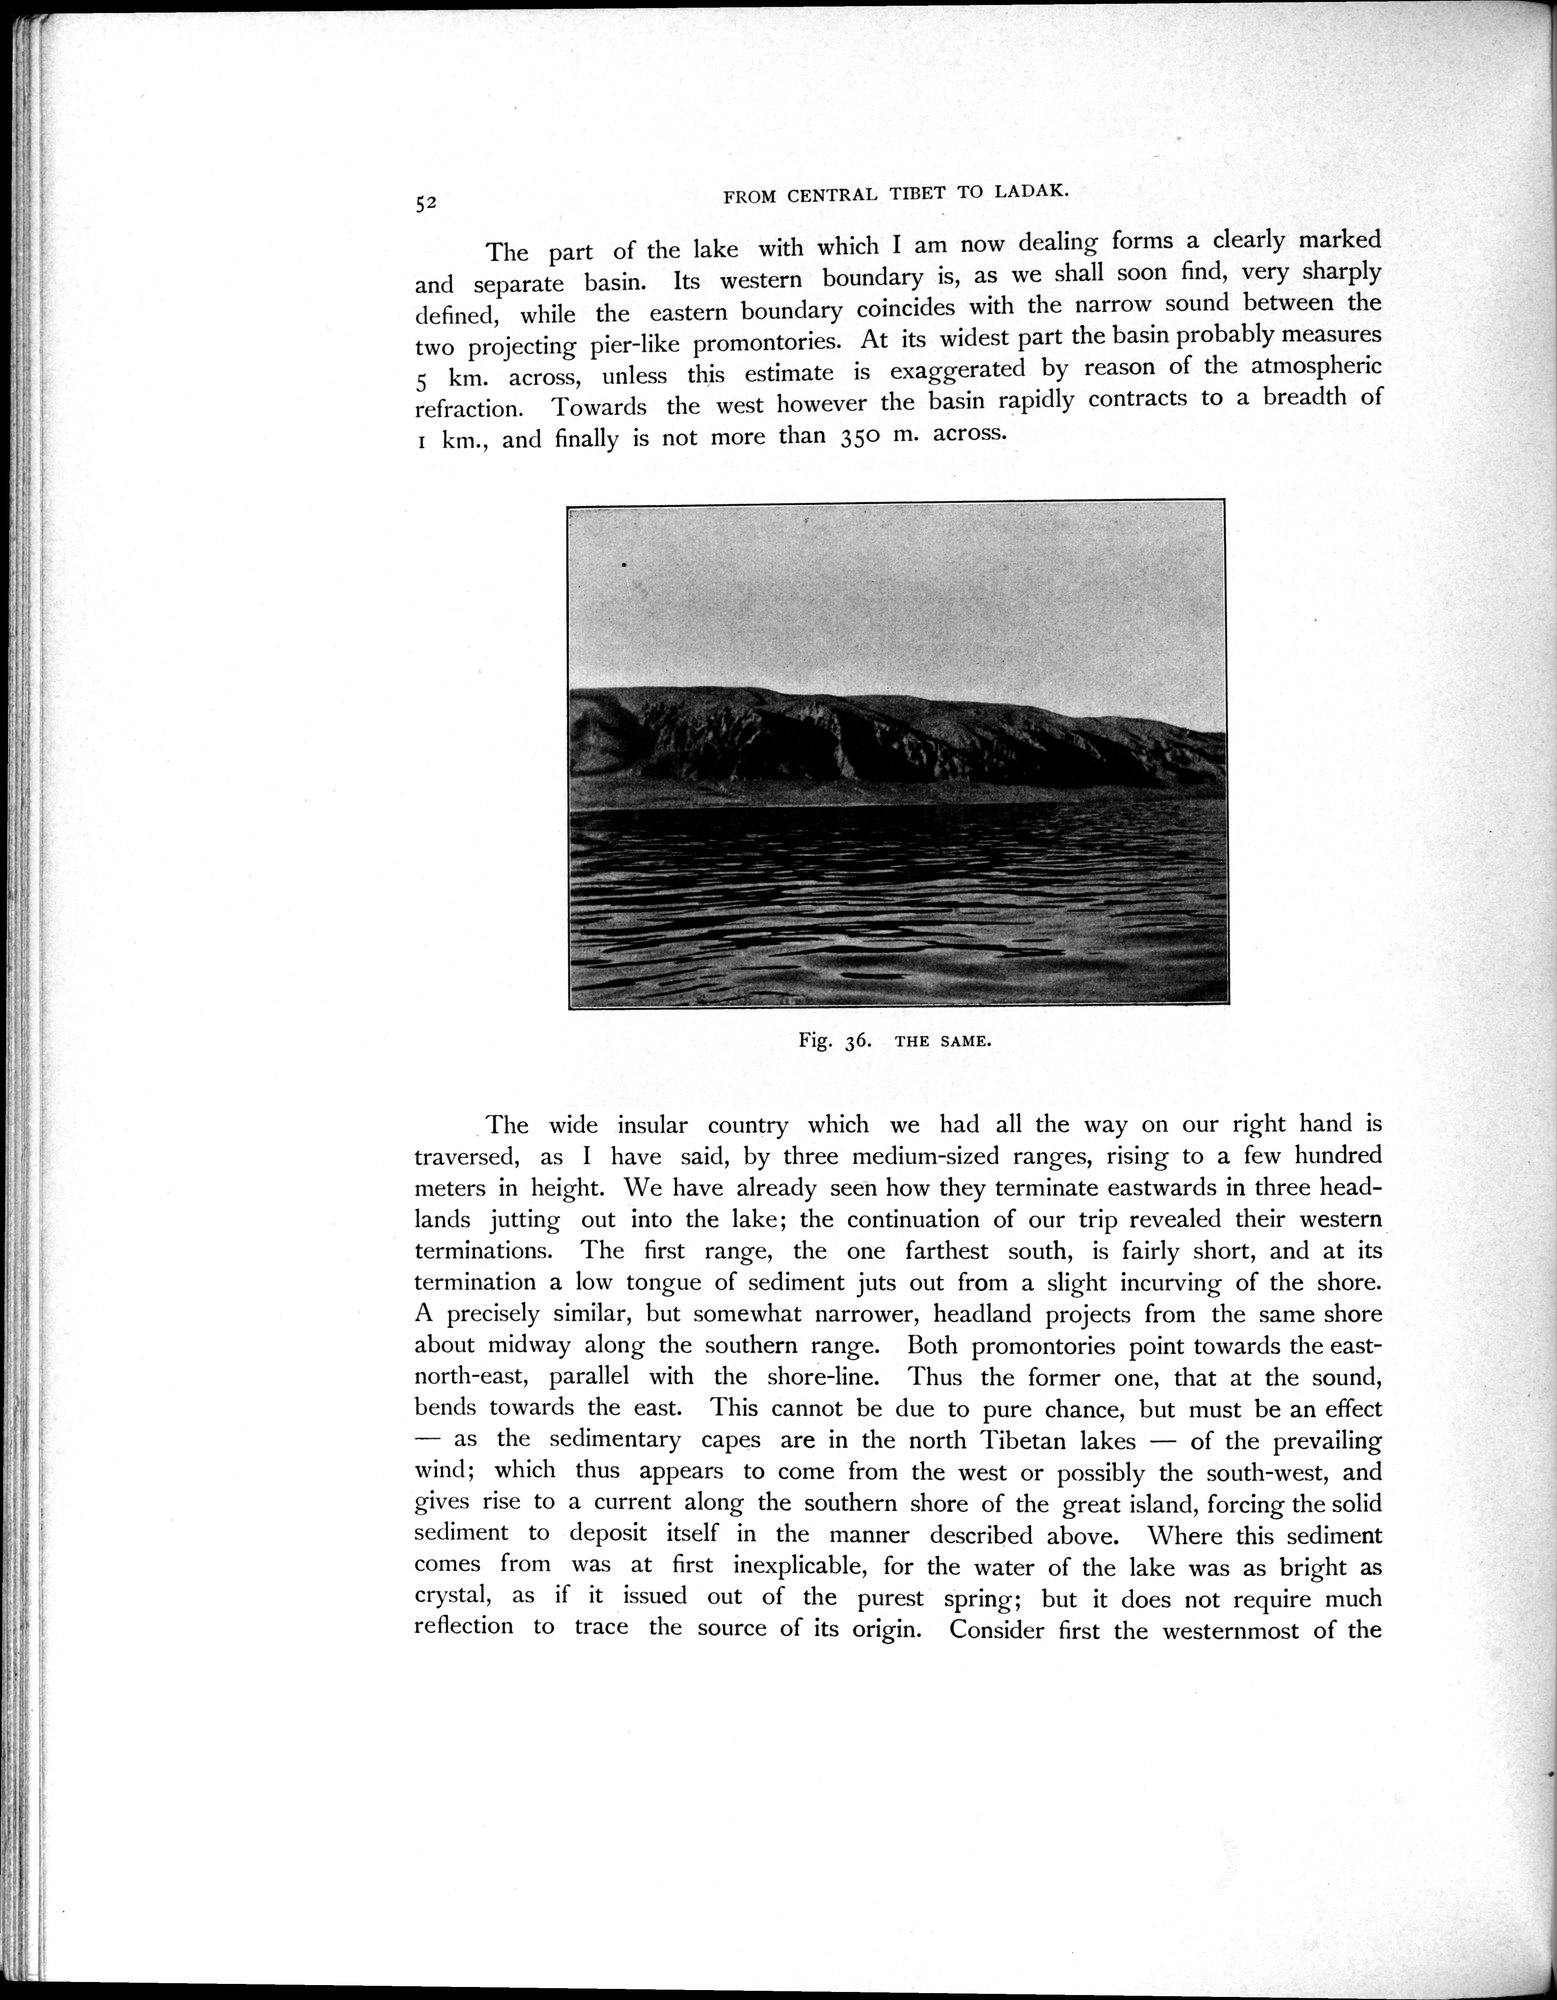 52
FROM CENTRAL TIBET TO LADAK.
The part of the lake with which I am now dealing forms a clearly marked
and separate basin. Its western boundary is, as we shall soon find, very sharply
defined, while the eastern boundary coincides with the narrow sound between the
two projecting pier-like promontories. At its widest part the basin probably measures
5 km. across, unless this estimate is exaggerated by reason of the atmospheric
refraction. Towards the west however the basin rapidly contracts to a breadth of
1 km., and finally is not more than 350 m. across.
Fig. 36. THE SAME.
The wide insular country which we had all the way on our right hand is
traversed, as I have said, by three medium-sized ranges, rising to a few hundred
meters in height. We have already seen how they terminate eastwards in three head-
lands jutting out into the lake; the continuation of our trip revealed their western
terminations. The first range, the one farthest south, is fairly short, and at its
termination a low tongue of sediment juts out from a slight incurving of the shore.
A precisely similar, but somewhat narrower, headland projects from the same shore
about midway along the southern range. Both promontories point towards the east-
north-east, parallel with the shore-line. Thus the former one, that at the sound,
bends towards the east. This cannot be due to pure chance, but must be an effect
— as the sedimentary capes are in the north Tibetan lakes — of the prevailing
wind; which thus appears to come from the west or possibly the south-west, and
gives rise to a current along the southern shore of the great island, forcing the solid
sediment to deposit itself in the manner described above. Where this sediment
comes from was at first inexplicable, for the water of the lake was as bright as
crystal, as if it issued out of the purest spring; but it does not require much
reflection to trace the source of its origin. Consider first the westernmost of the